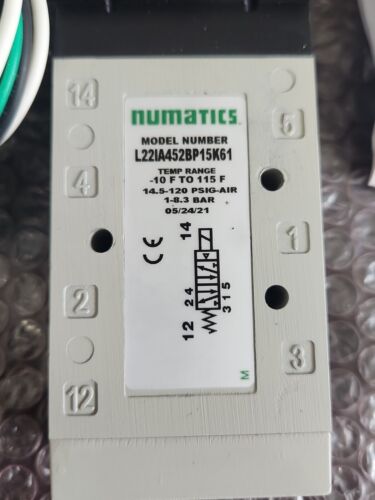 14
5
4
1
2
3
12
numatics
MODEL NUMBER
L22IA452BP15K61
TEMP RANGE
-10 F TO 115 F
14.5-120 PSIG-AIR
1-8.3 BAR
05/24/21
CE
14
2 4
12
3 1 5
M